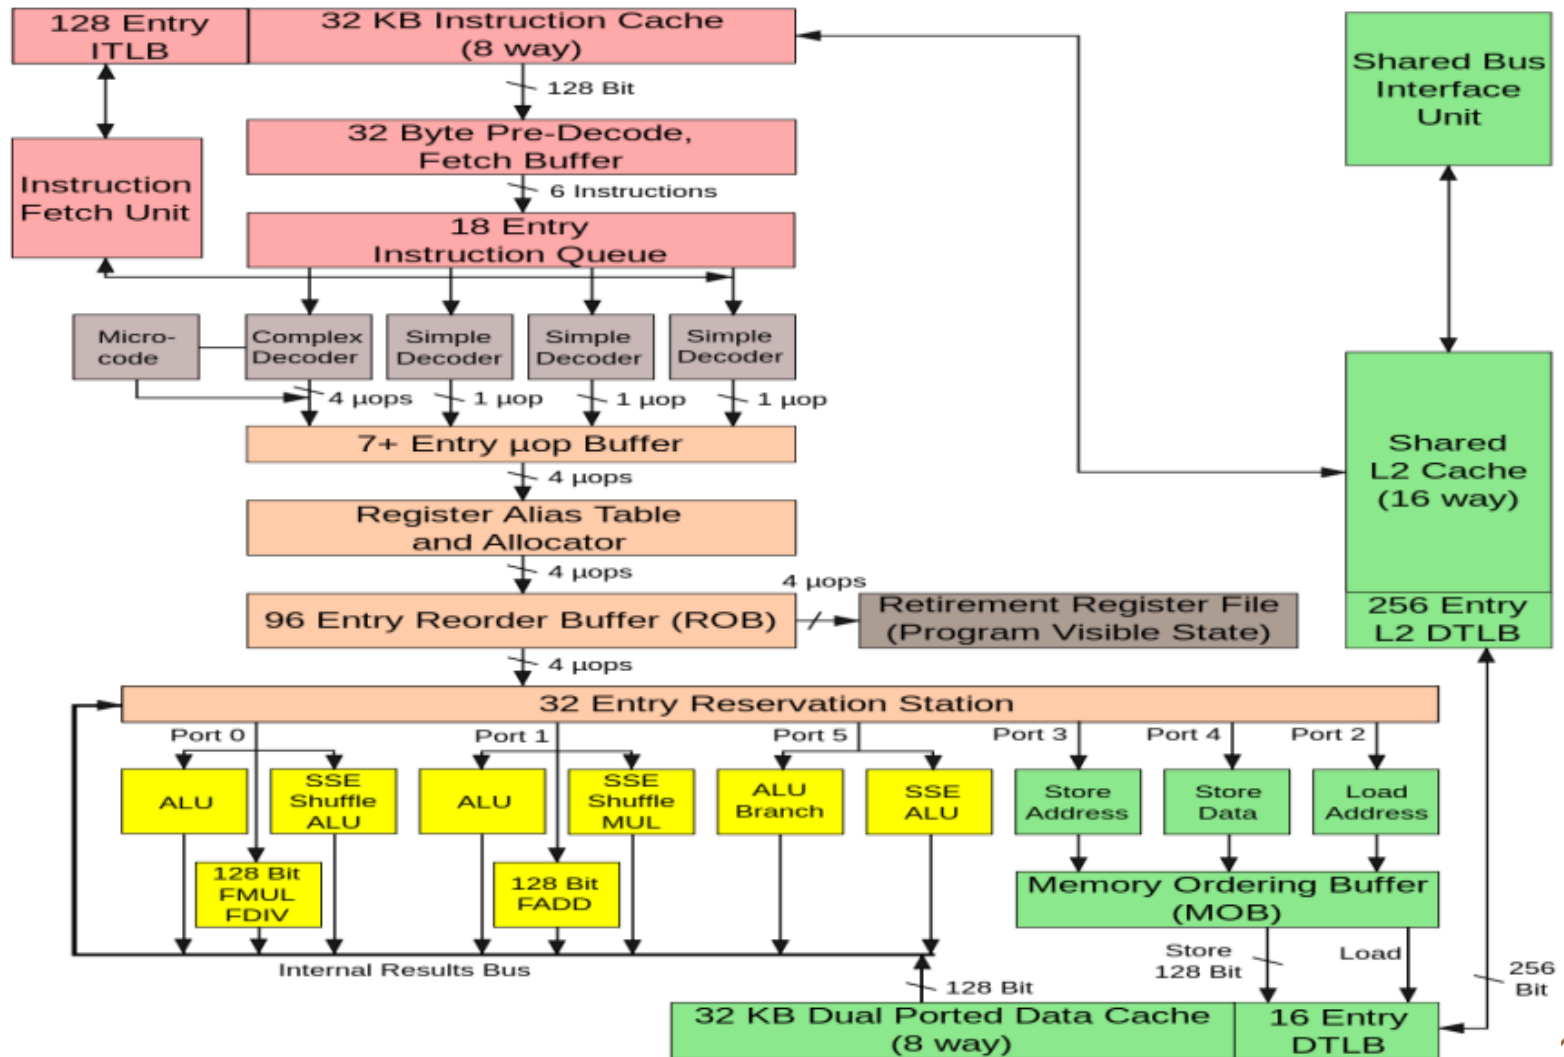 128 Entry
ITLB
32 KB Instruction Cache
(8 way)
Shared Bus
Interface
Unit
128 Bit
32 Byte Pre-Decode,
Fetch Buffer
Instruction
Fetch Unit
6 Instructions
18 Entry
Instruction Queue
Micro-
code
Complex
Decoder
Simple
Decoder
Simple
Decoder
Simple
Decoder
4 µops
1 µop
1 µop
1 µop
7+ Entry µop Buffer
Shared
L2 Cache
(16 way)
4 µops
Register Alias Table
and Allocator
4 µops
4 µops
96 Entry Reorder Buffer (ROB)
Retirement Register File
(Program Visible State)
256 Entry
L2 DTLB
4 µops
32 Entry Reservation Station
Port 0
Port 1
Port 5
Port 3
Port 4
Port 2
ALU
SSE
Shuffle
ALU
ALU
SSE
Shuffle
MUL
ALU
Branch
SSE
ALU
Store
Address
Store
Data
Load
Address
128 Bit
FMUL
FDIV
128 Bit
FADD
Memory Ordering Buffer
(MOB)
Internal Results Bus
Store
128 Bit
Load
256
Bit
128 Bit
32 KB Dual Ported Data Cache
(8 way)
16 Entry
DTLB